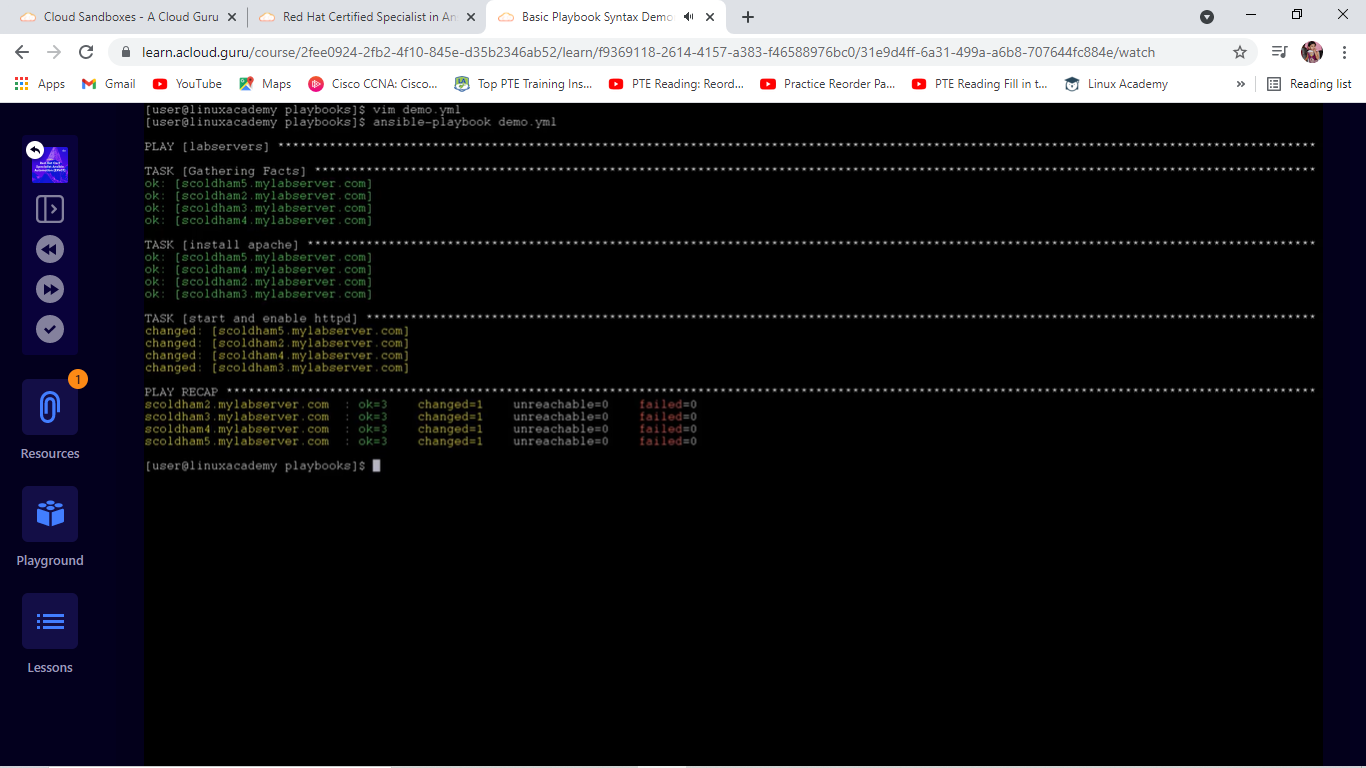 Cloud Sandboxes - A Cloud Guru
Red Hat Certified Specialist in An
Basic Playbook Syntax Demo
learn.acloud.guru/course/2fee0924-2fb2-4f10-845e-d35b2346ab52/learn/f9369118-2614-4157-a383-f46588976bc0/31e9d4ff-6a31-499a-a6b8-707644fc884e/watch
Apps Gmail YouTube Maps Cisco CCNA: Cisco... Top PTE Training Ins... PTE Reading: Reord... Practice Reorder Pa... PTE Reading Fill in t... Linux Academy » Reading list
[user@linuxacademy playbooks]$ vim demo.yml
[user@linuxacademy playbooks]$ ansible-playbook demo.yml
PLAY [labservers] ****
TASK [Gathering Facts] ****
ok: [scoldham5.mylabserver.com]
ok: [scoldham2.mylabserver.com]
ok: [scoldham3.mylabserver.com]
ok: [scoldham4.mylabserver.com]
TASK [install apache] ****
ok: [scoldham5.mylabserver.com]
ok: [scoldham4.mylabserver.com]
ok: [scoldham2.mylabserver.com]
ok: [scoldham3.mylabserver.com]
TASK [start and enable httpd] ****
changed: [scoldham5.mylabserver.com]
changed: [scoldham2.mylabserver.com]
changed: [scoldham4.mylabserver.com]
changed: [scoldham3.mylabserver.com]
PLAY RECAP ****
scoldham2.mylabserver.com : ok=3 changed=1 unreachable=0 failed=0
scoldham3.mylabserver.com : ok=3 changed=1 unreachable=0 failed=0
scoldham4.mylabserver.com : ok=3 changed=1 unreachable=0 failed=0
scoldham5.mylabserver.com : ok=3 changed=1 unreachable=0 failed=0
[user@linuxacademy playbooks]$
1
Resources
Playground
Lessons